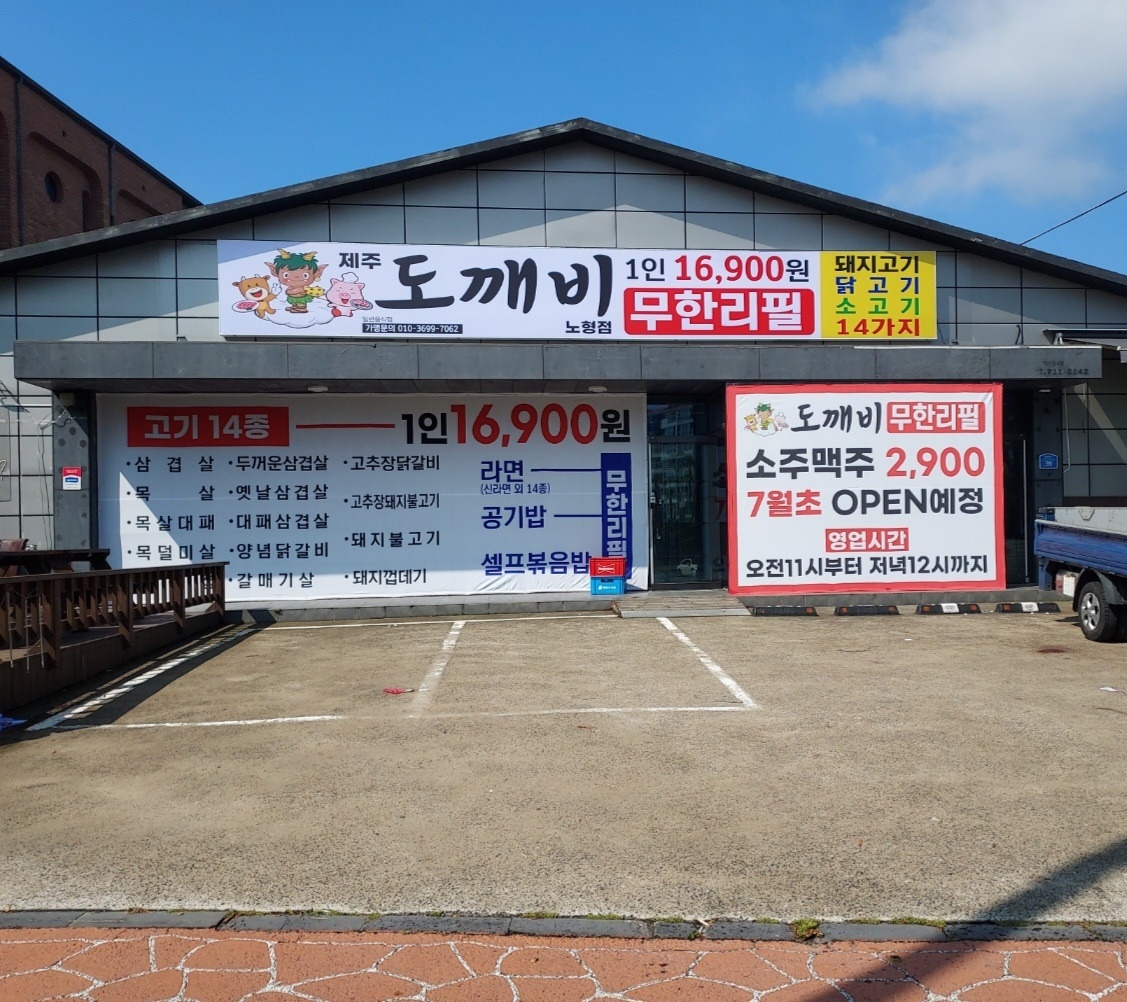 제주
도깨비
노형점
일반음식점
가맹문의 010-3699-7062
1인 16,900원
무한리필
돼지고기
닭고기
소고기
14가지
고기 14종
1인 16,900원
·삼겹살
·목살
·목살대패
·목덜미살
·두꺼운삼겹살
·옛날삼겹살
·대패삼겹살
·양념닭갈비
·갈매기살
·고추장닭갈비
·고추장돼지불고기
·돼지불고기
·돼지껍데기
라면
(신라면 외 14종)
공기밥
셀프볶음밥
무한리필
도깨비 무한리필
소주맥주 2,900
7월초 OPEN예정
영업시간
오전11시부터 저녁12시까지